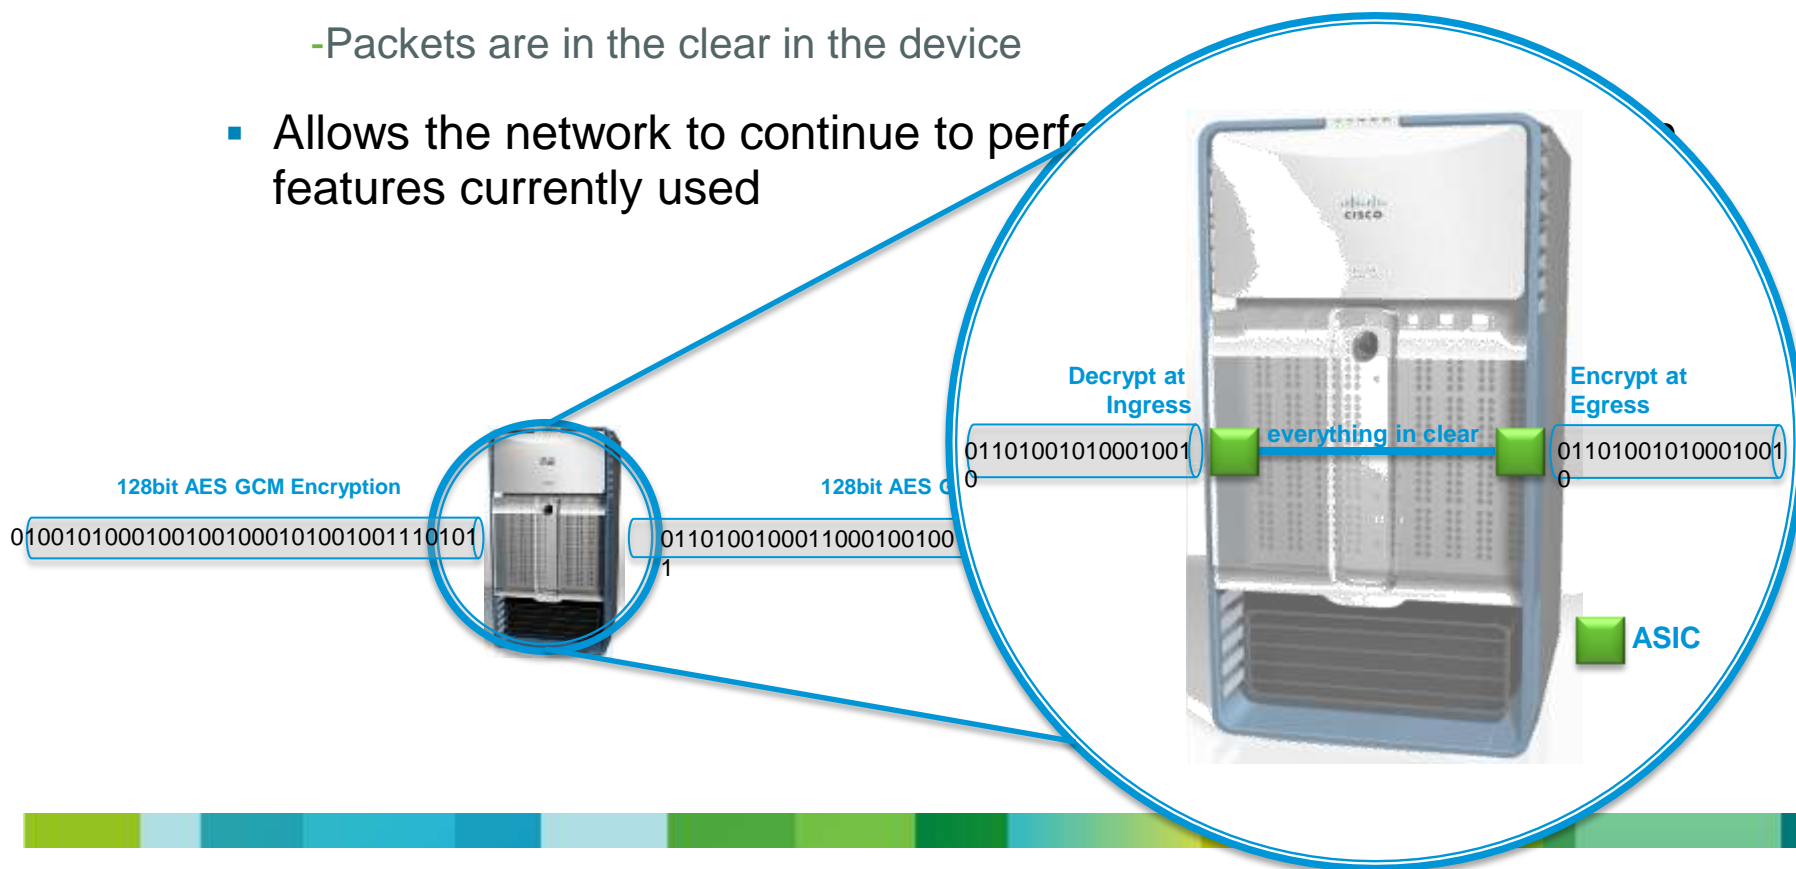 -Packets are in the clear in the device
Allows the network to continue to perfo
features currently used
CISCO
Decrypt at
Ingress
Encrypt at
Egress
everything in clear
01101001010001001
0
01101001010001001
0
128bit AES GCM Encryption
128bit AES G
01001010001001001000101001001110101
01101001000110001001001
1
ASIC